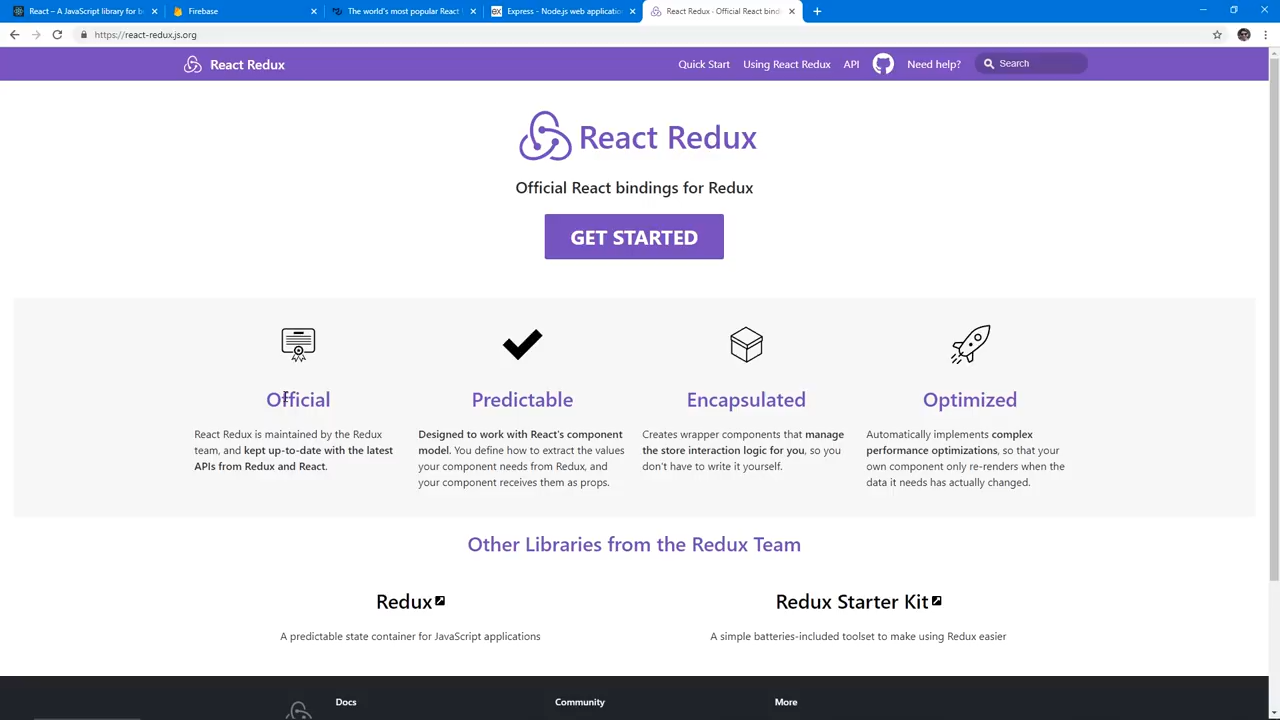 React – A JavaScript library for bu
Firebase
The world's most popular React
EX
Express - Node.js web application
React Redux · Official React bind
https://react-redux.js.org
React Redux
Quick Start
Using React Redux
API
Need help?
Search
React Redux
Official React bindings for Redux
GET STARTED
Official
React Redux is maintained by the Redux
team, and kept up-to-date with the latest
APIs from Redux and React.
Predictable
Designed to work with React's component
model. You define how to extract the values
your component needs from Redux, and
your component receives them as props.
Encapsulated
Creates wrapper components that manage
the store interaction logic for you, so you
don't have to write it yourself.
Optimized
Automatically implements complex
performance optimizations, so that your
own component only re-renders when the
data it needs has actually changed.
Other Libraries from the Redux Team
Redux
A predictable state container for JavaScript applications
Redux Starter Kit
A simple batteries-included toolset to make using Redux easier
Docs
Community
More